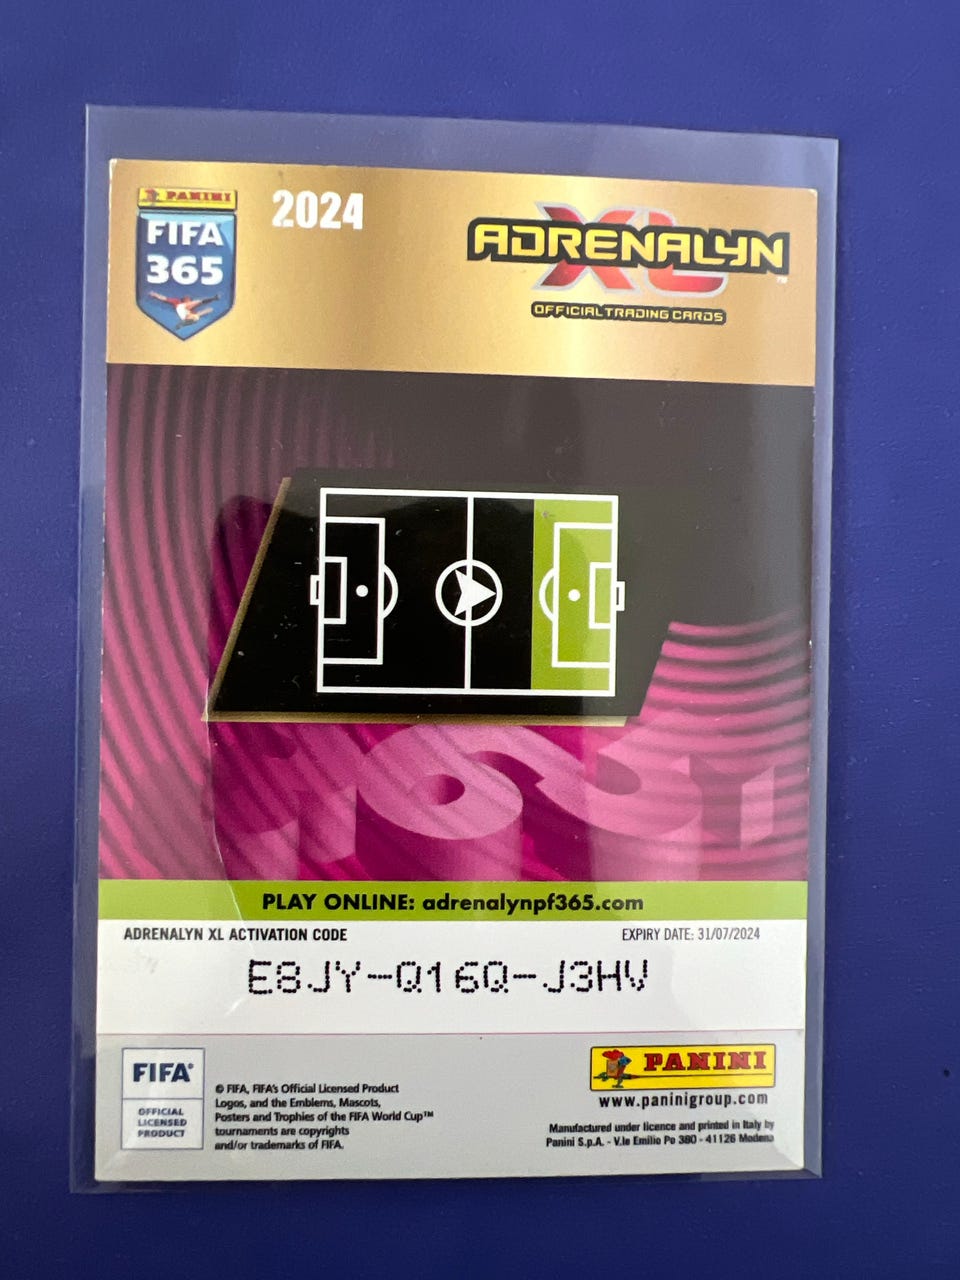 PANINI
FIFA
365
2024
ADRENALYN
XL
™
OFFICIAL TRADING CARDS
PLAY ONLINE: adrenalynpf365.com
ADRENALYN XL ACTIVATION CODE
EXPIRY DATE: 31/07/2024
E8JY-Q16Q-J3HV
FIFA®
OFFICIAL
LICENSED
PRODUCT
© FIFA, FIFA's Official Licensed Product
Logos, and the Emblems, Mascots,
Posters and Trophies of the FIFA World Cup™
tournaments are copyrights
and/or trademarks of FIFA.
PANINI
www.paninigroup.com
Manufactured under licence and printed in Italy by
Panini S.p.A. - V.le Emilio Po 380 - 41126 Modena